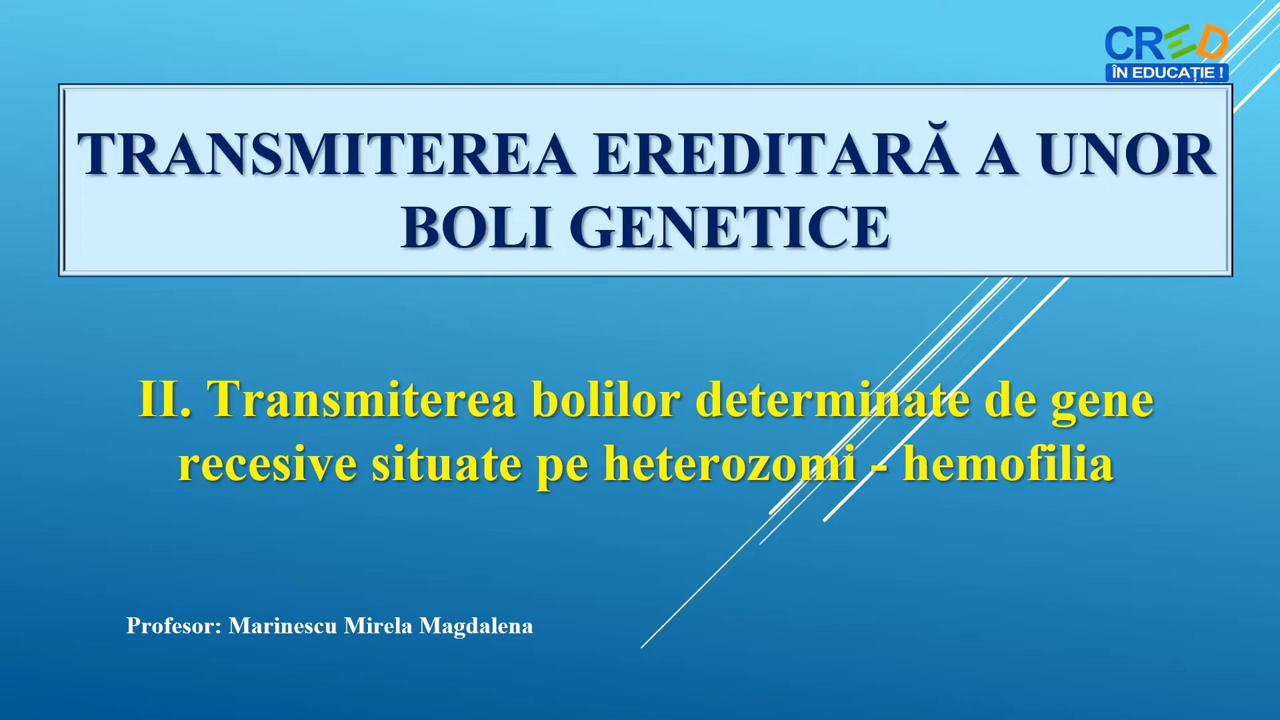 CRED
ÎN EDUCAȚIE !
TRANSMITEREA EREDITARĂ A UNOR
BOLI GENETICE
II. Transmiterea bolilor determinate de gene
recesive situate pe heterozomi - hemofilia
Profesor: Marinescu Mirela Magdalena